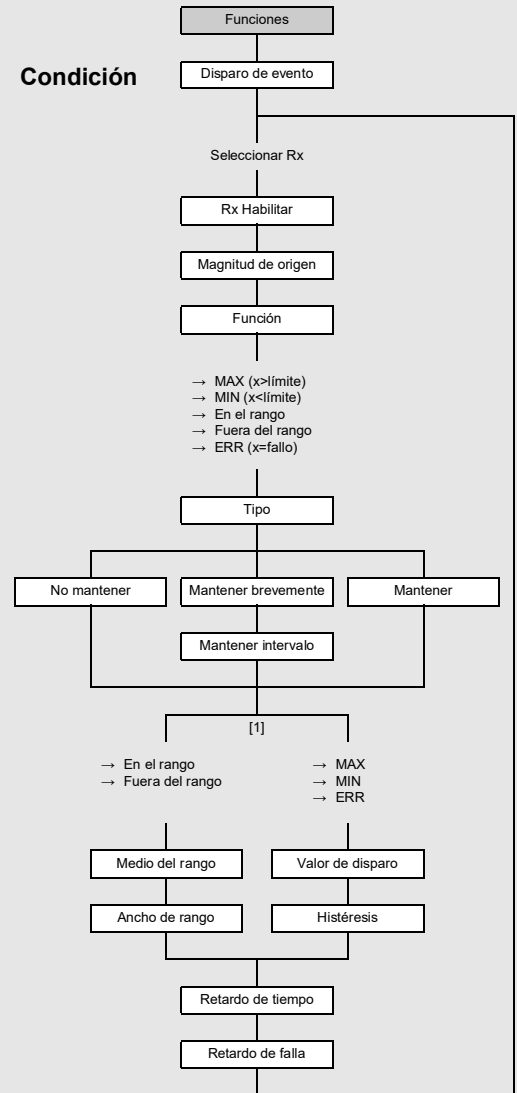 Funciones
Condición
Disparo de evento
Seleccionar Rx
Rx Habilitar
Magnitud de origen
Función
→ MAX (x>límite)
→ MIN (x<límite)
→ En el rango
→ Fuera del rango
→ ERR (x=fallo)
Tipo
No mantener
Mantener brevemente
Mantener
Mantener intervalo
[1]
→ En el rango
→ Fuera del rango
→ MAX
→ MIN
→ ERR
Medio del rango
Valor de disparo
Ancho de rango
Histéresis
Retardo de tiempo
Retardo de falla